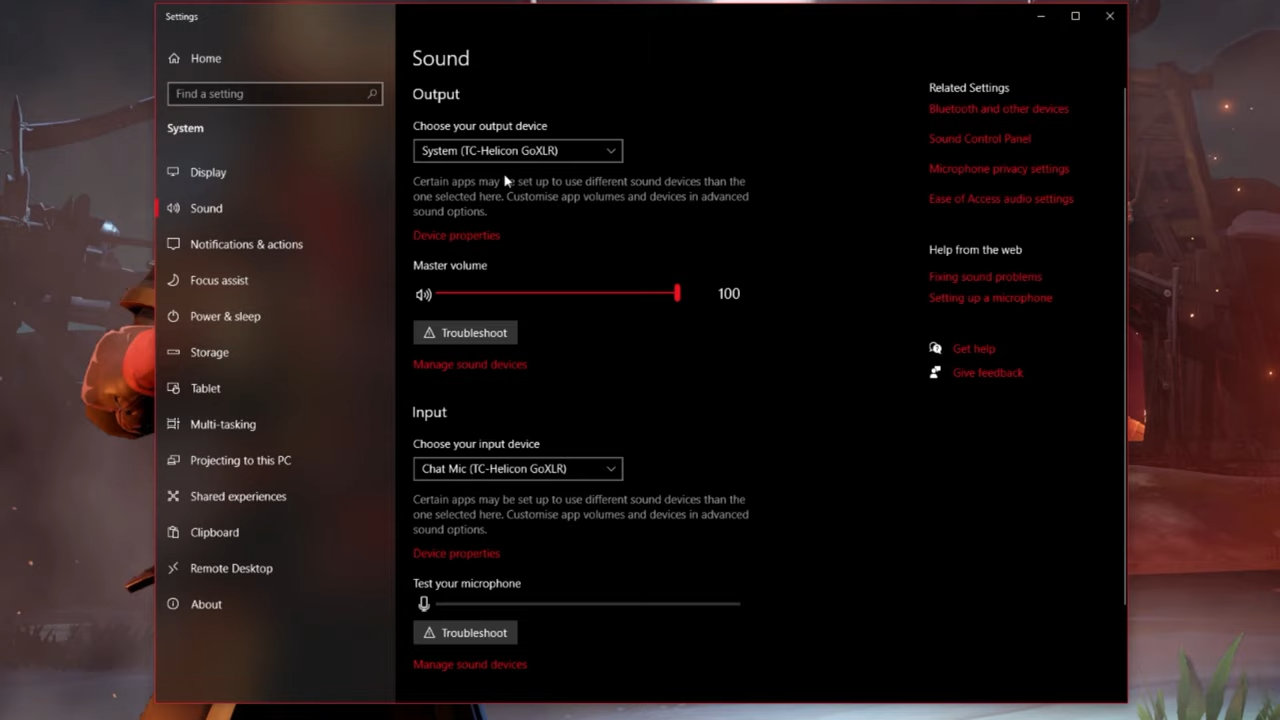 Settings
Home
Find a setting
System
Display
Sound
Notifications & actions
Focus assist
Power & sleep
Storage
Tablet
Multi-tasking
Projecting to this PC
Shared experiences
Clipboard
Remote Desktop
About
Sound
Output
Choose your output device
System (TC-Helicon GoXLR)
Certain apps may be set up to use different sound devices than the
one selected here. Customise app volumes and devices in advanced
sound options.
Device properties
Master volume
100
Troubleshoot
Manage sound devices
Input
Choose your input device
Chat Mic (TC-Helicon GoXLR)
Certain apps may be set up to use different sound devices than the
one selected here. Customise app volumes and devices in advanced
sound options.
Device properties
Test your microphone
Troubleshoot
Manage sound devices
Related Settings
Bluetooth and other devices
Sound Control Panel
Microphone privacy settings
Ease of Access audio settings
Help from the web
Fixing sound problems
Setting up a microphone
Get help
Give feedback